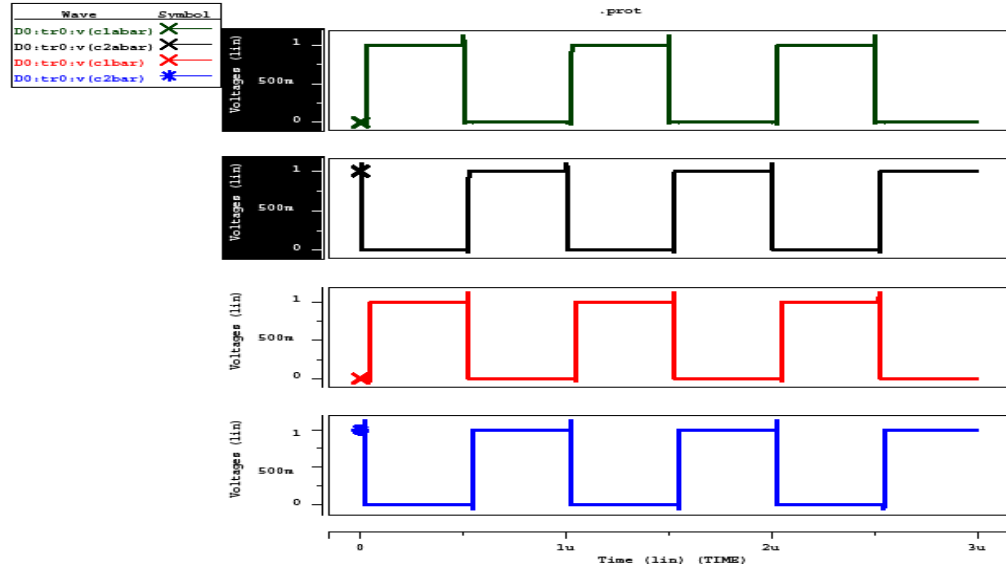 .prot
Wave Symbol
D0:tr0:v(c1abar)
D0:tr0:v(c2abar)
D0:tr0:v(c1bar)
D0:tr0:v(c2bar)
Voltages (lin)
1
500m
0
Voltages (lin)
1
500m
0
Voltages (lin)
1
500m
0
Voltages (lin)
1
500m
0
0 1u 2u 3u
Time (lin) (TIME)